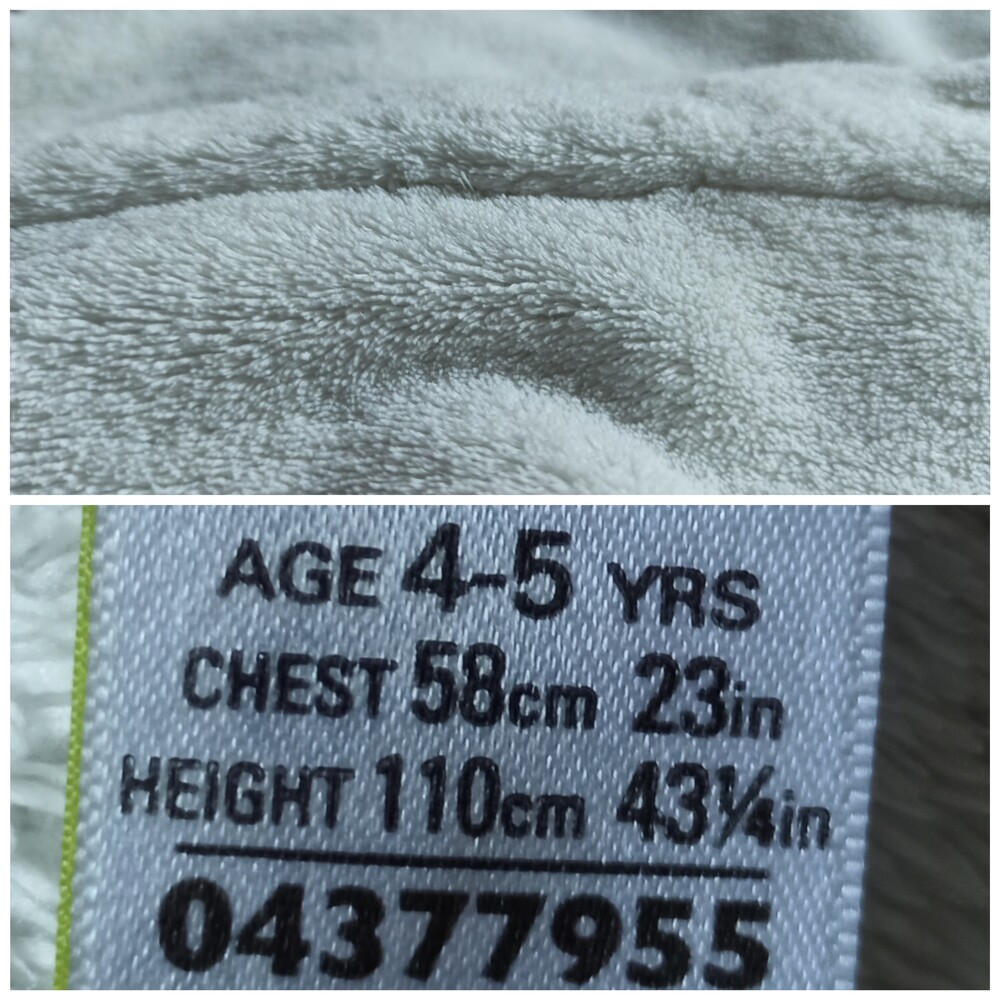 AGE 4-5 YRS
CHEST 58cm 23in
HEIGHT 110cm 43¼in
04377955